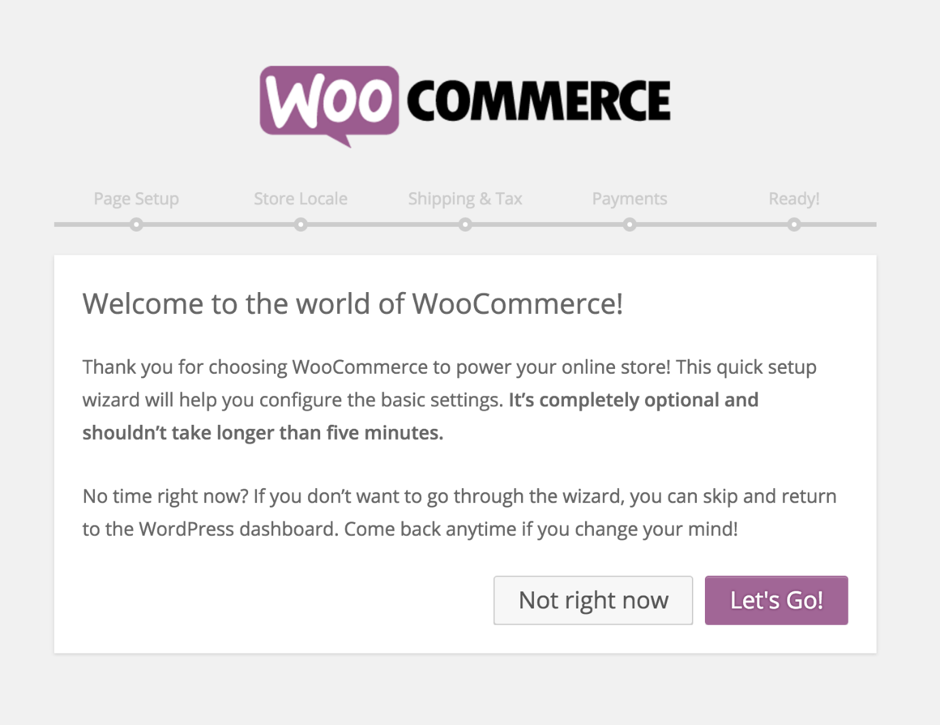 WOO COMMERCE
Page Setup Store Locale Shipping & Tax Payments Ready!
Welcome to the world of WooCommerce!
Thank you for choosing WooCommerce to power your online store! This quick setup
wizard will help you configure the basic settings. It’s completely optional and
shouldn’t take longer than five minutes.
No time right now? If you don’t want to go through the wizard, you can skip and return
to the WordPress dashboard. Come back anytime if you change your mind!
Not right now Let's Go!